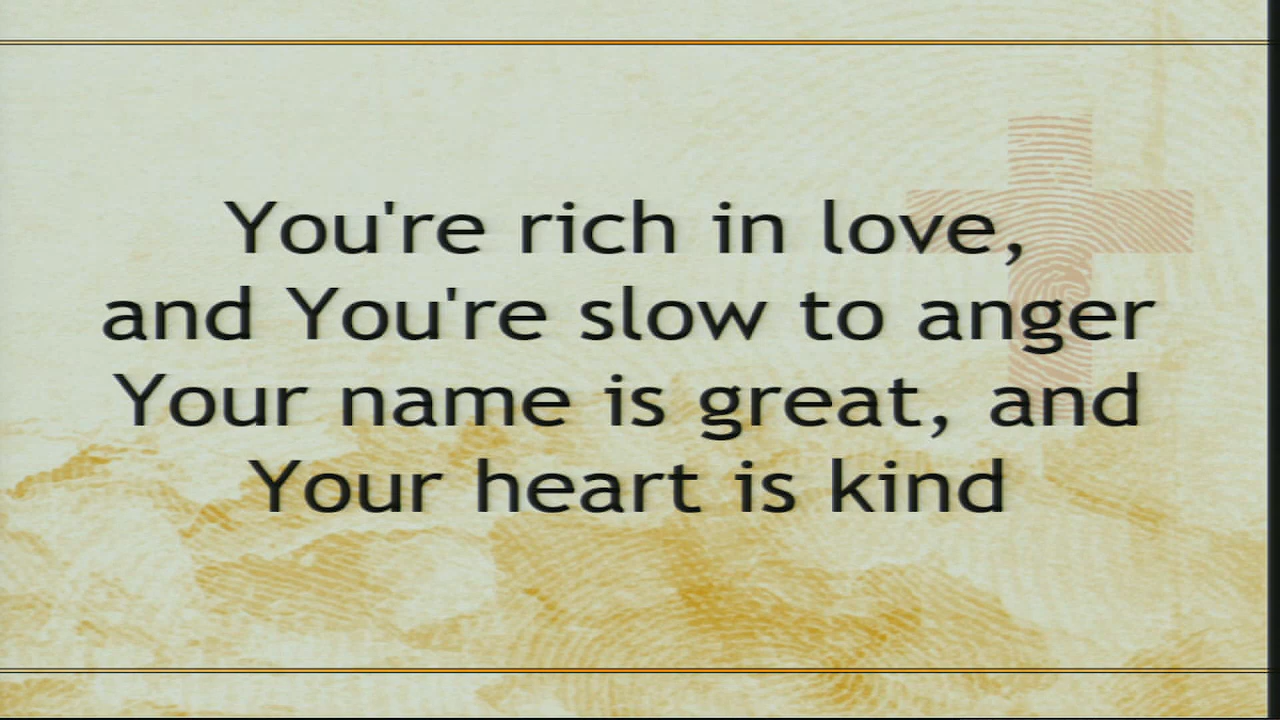 You're rich in love,
and You're slow to anger
Your name is great, and
Your heart is kind